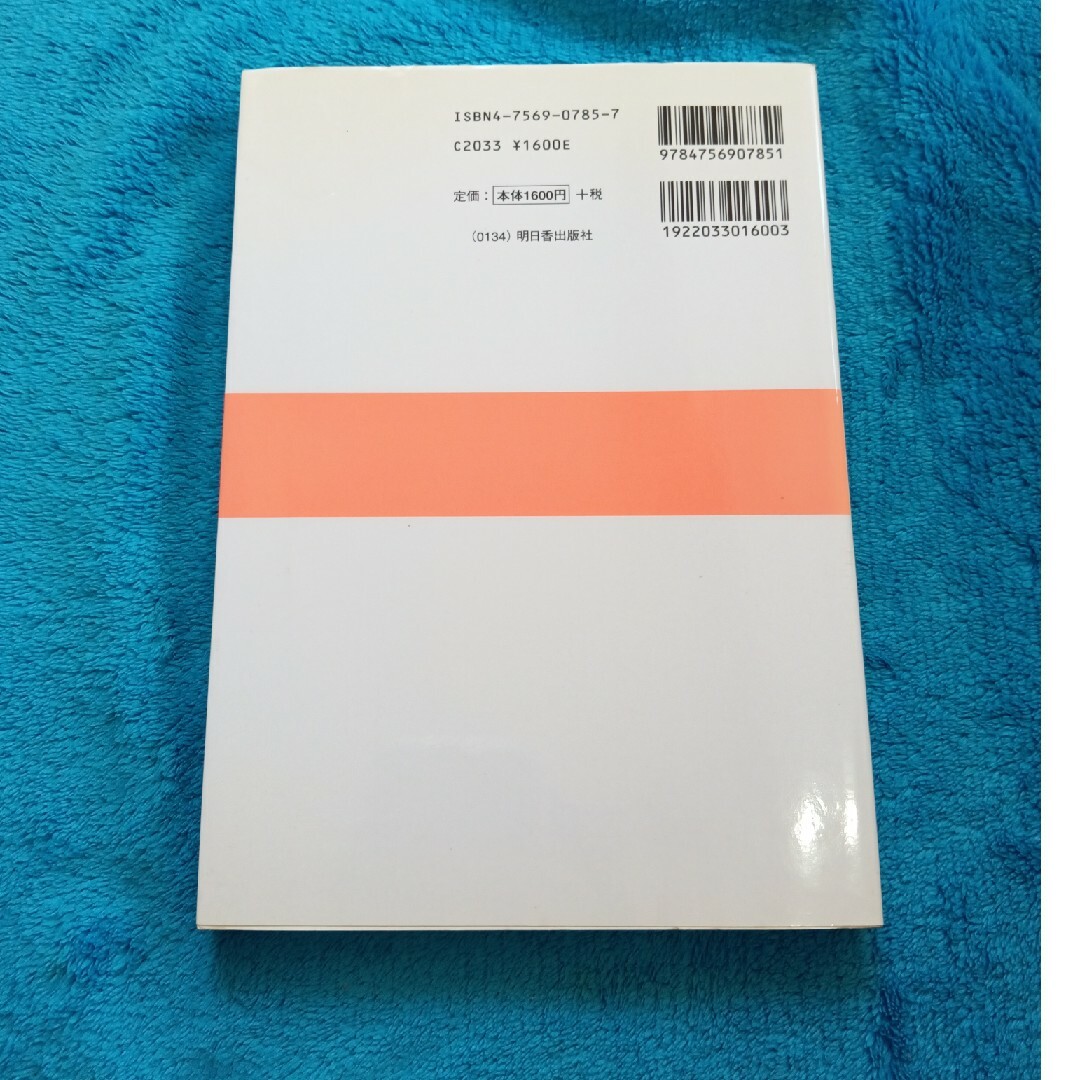 ISBN4-7569-0785-7
C2033 ¥1600E
定価：本体1600円＋税
(0134) 明日香出版社
9784756907851
1922033016003